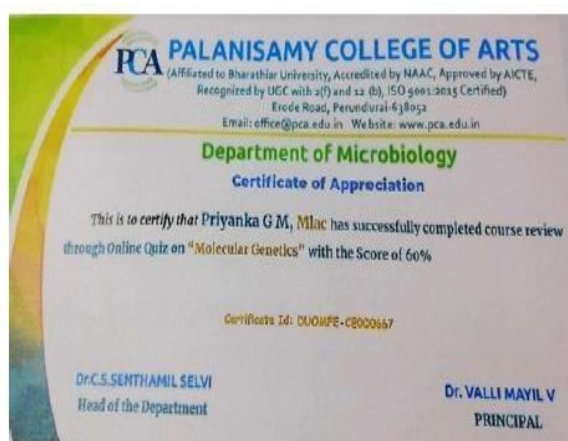 PCA PALANISAMY COLLEGE OF ARTS
(Affiliated to Bharathiar University, Accredited by NAAC, Approved by AICTE,
Recognized by UGC with 2(f) and 12 (b), ISO 9001:2015 Certified)
Erode Road, Perundurai-638052
Email: office@pca.edu.in Website: www.pca.edu.in
Department of Microbiology
Certificate of Appreciation
This is to certify that Priyanka G M, Mlac has successfully completed course review
through Online Quiz on "Molecular Genetics" with the Score of 60%
Certificate Id: DUOMFE-CE000667
Dr.C.S.SENTHAMIL SELVI
Head of the Department
Dr. VALLI MAYIL V
PRINCIPAL